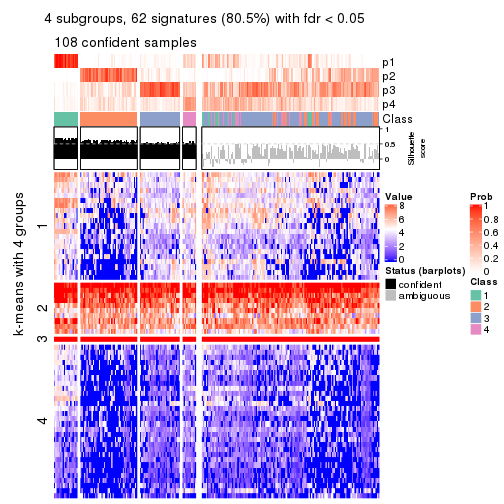 4 subgroups, 62 signatures (80.5%) with fdr < 0.05
108 confident samples
p1
p2
p3
p4
Class
1
0.5
0
Silhouette
score
k-means with 4 groups
1
2
3
4
Value
8
6
4
2
0
Prob
1
0.8
0.6
0.4
0.2
0
Status (barplots)
confident
ambiguous
Class
1
2
3
4